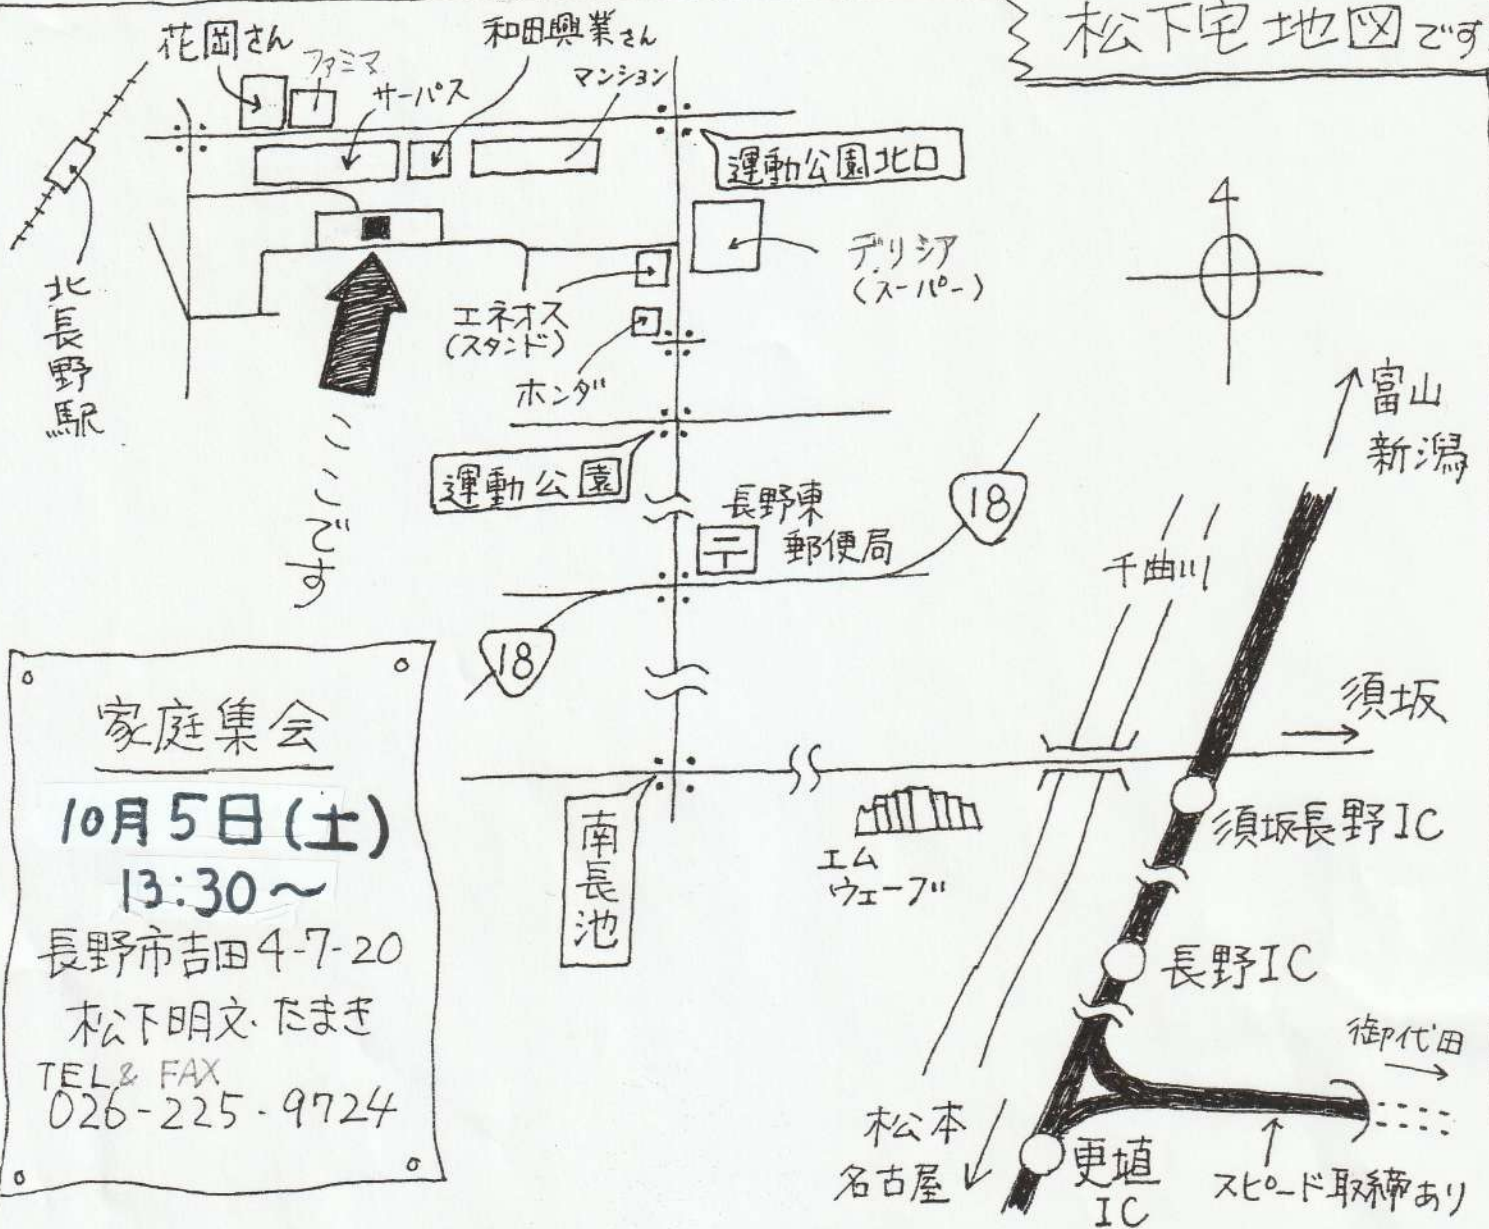 松下宅地図です
花岡さん
ファミマ
サーパス
和田興業さん
マンション
運動公園北口
北長野駅
デリシア
(スーパー)
エネオス
(スタンド)
ホンダ
ここです
運動公園
長野東
郵便局
18
18
4
富山
新潟
千曲川
須坂
南長池
エム
ウェーブ
須坂長野IC
長野IC
御代田
松本
名古屋
更埴
IC
スピード取締あり
家庭集会
10月5日(土)
13:30~
長野市吉田4-7-20
松下明文・たまき
TEL& FAX
026-225-9724